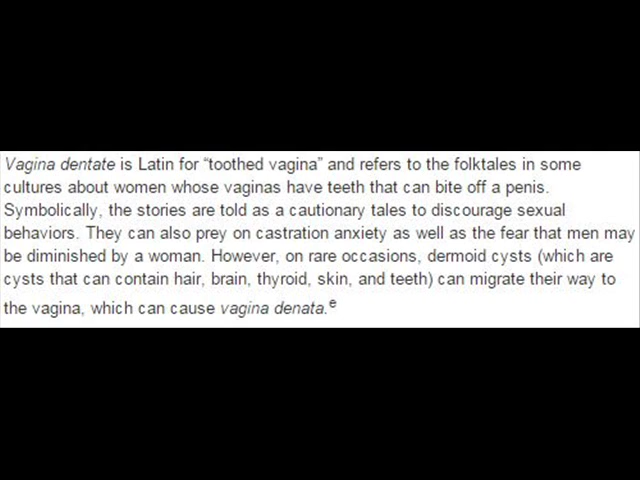 Vagina dentate is Latin for “toothed vagina” and refers to the folktales in some
cultures about women whose vaginas have teeth that can bite off a penis.
Symbolically, the stories are told as a cautionary tales to discourage sexual
behaviors. They can also prey on castration anxiety as well as the fear that men may
be diminished by a woman. However, on rare occasions, dermoid cysts (which are
cysts that can contain hair, brain, thyroid, skin, and teeth) can migrate their way to
the vagina, which can cause vagina denata.e